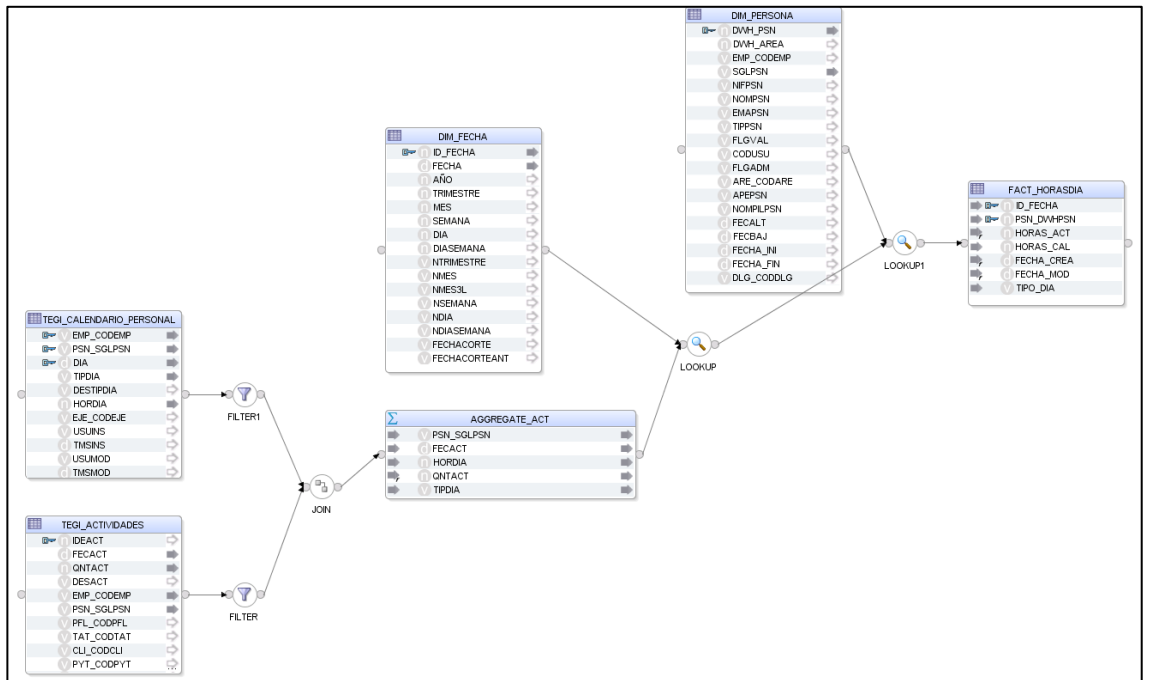 DIM_PERSONA
DWH_PSN
DWH_AREA
EMP_CODEMP
SGLPSN
NIFPSN
NOMPSN
EMAPSN
TIPPSN
FLGVAL
CODUSU
FLGADM
ARE_CODARE
APEPSN
NOMPILPSN
FECALT
FECBAJ
FECHA_INI
FECHA_FIN
DLG_CODDLG
DIM_FECHA
ID_FECHA
FECHA
AÑO
TRIMESTRE
MES
SEMANA
DIA
DIASEMANA
NTRIMESTRE
NMES
NMES3L
NSEMANA
NDIA
NDIASEMANA
FECHACORTE
FECHACORTEANT
FACT_HORASDIA
ID_FECHA
PSN_DWHPSN
HORAS_ACT
HORAS_CAL
FECHA_CREA
FECHA_MOD
TIPO_DIA
LOOKUP1
LOOKUP
TEGI_CALENDARIO_PERSONAL
EMP_CODEMP
PSN_SGLPSN
DIA
TIPDIA
DESTIPDIA
HORDIA
EJE_CODEJE
USUINS
TMSINS
USUMOD
TMSMOD
FILTER1
AGGREGATE_ACT
PSN_SGLPSN
FECACT
HORDIA
QNTACT
TIPDIA
JOIN
TEGI_ACTIVIDADES
IDEACT
FECACT
QNTACT
DESACT
EMP_CODEMP
PSN_SGLPSN
PFL_CODPFL
TAT_CODTAT
CLI_CODCLI
PYT_CODPYT
FILTER